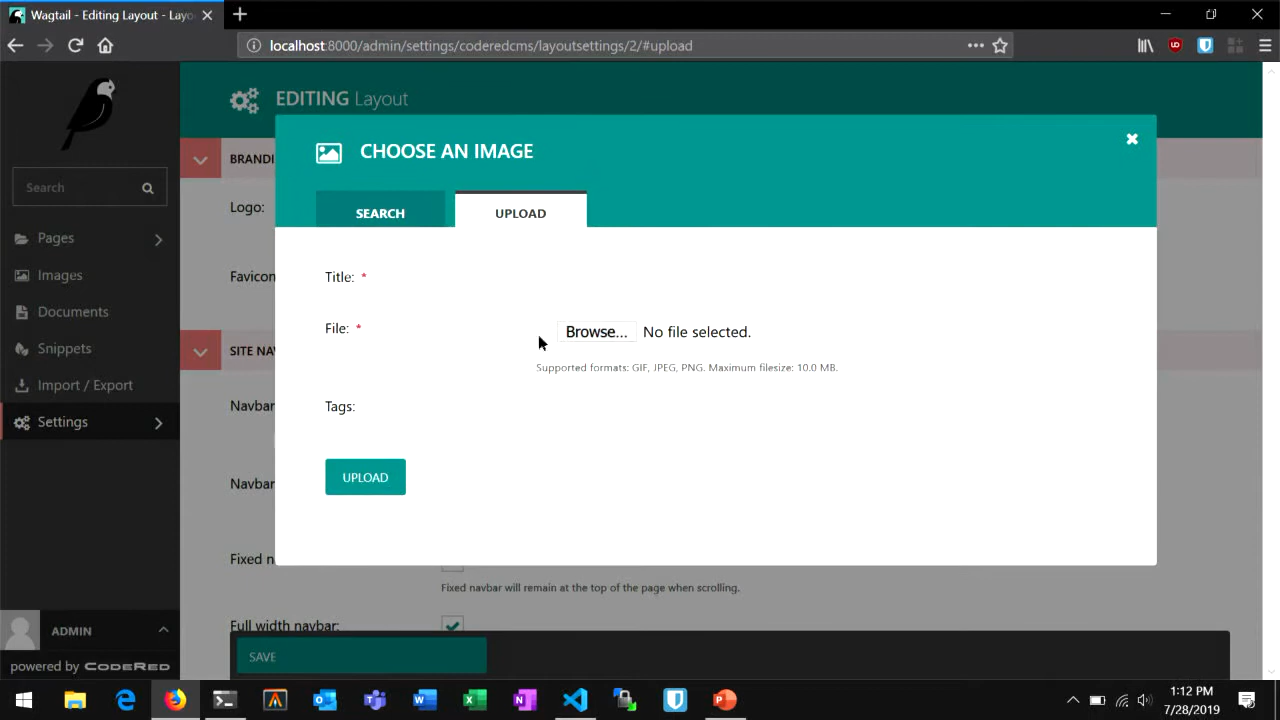 Wagtail - Editing Layout - Layo
localhost:8000/admin/settings/coderedcms/layoutsettings/2/#upload
EDITING Layout
CHOOSE AN IMAGE
SEARCH
UPLOAD
Search
Pages
Images
Documents
Snippets
Import / Export
Settings
ADMIN
powered by CODERED
BRANDI
Logo:
Favicon
SITE NA
Navbar
Navbar
Fixed n
Title: *
File: *
Browse... No file selected.
Supported formats: GIF, JPEG, PNG. Maximum filesize: 10.0 MB.
Tags:
UPLOAD
Fixed navbar will remain at the top of the page when scrolling.
Full width navbar:
SAVE
1:12 PM
7/28/2019